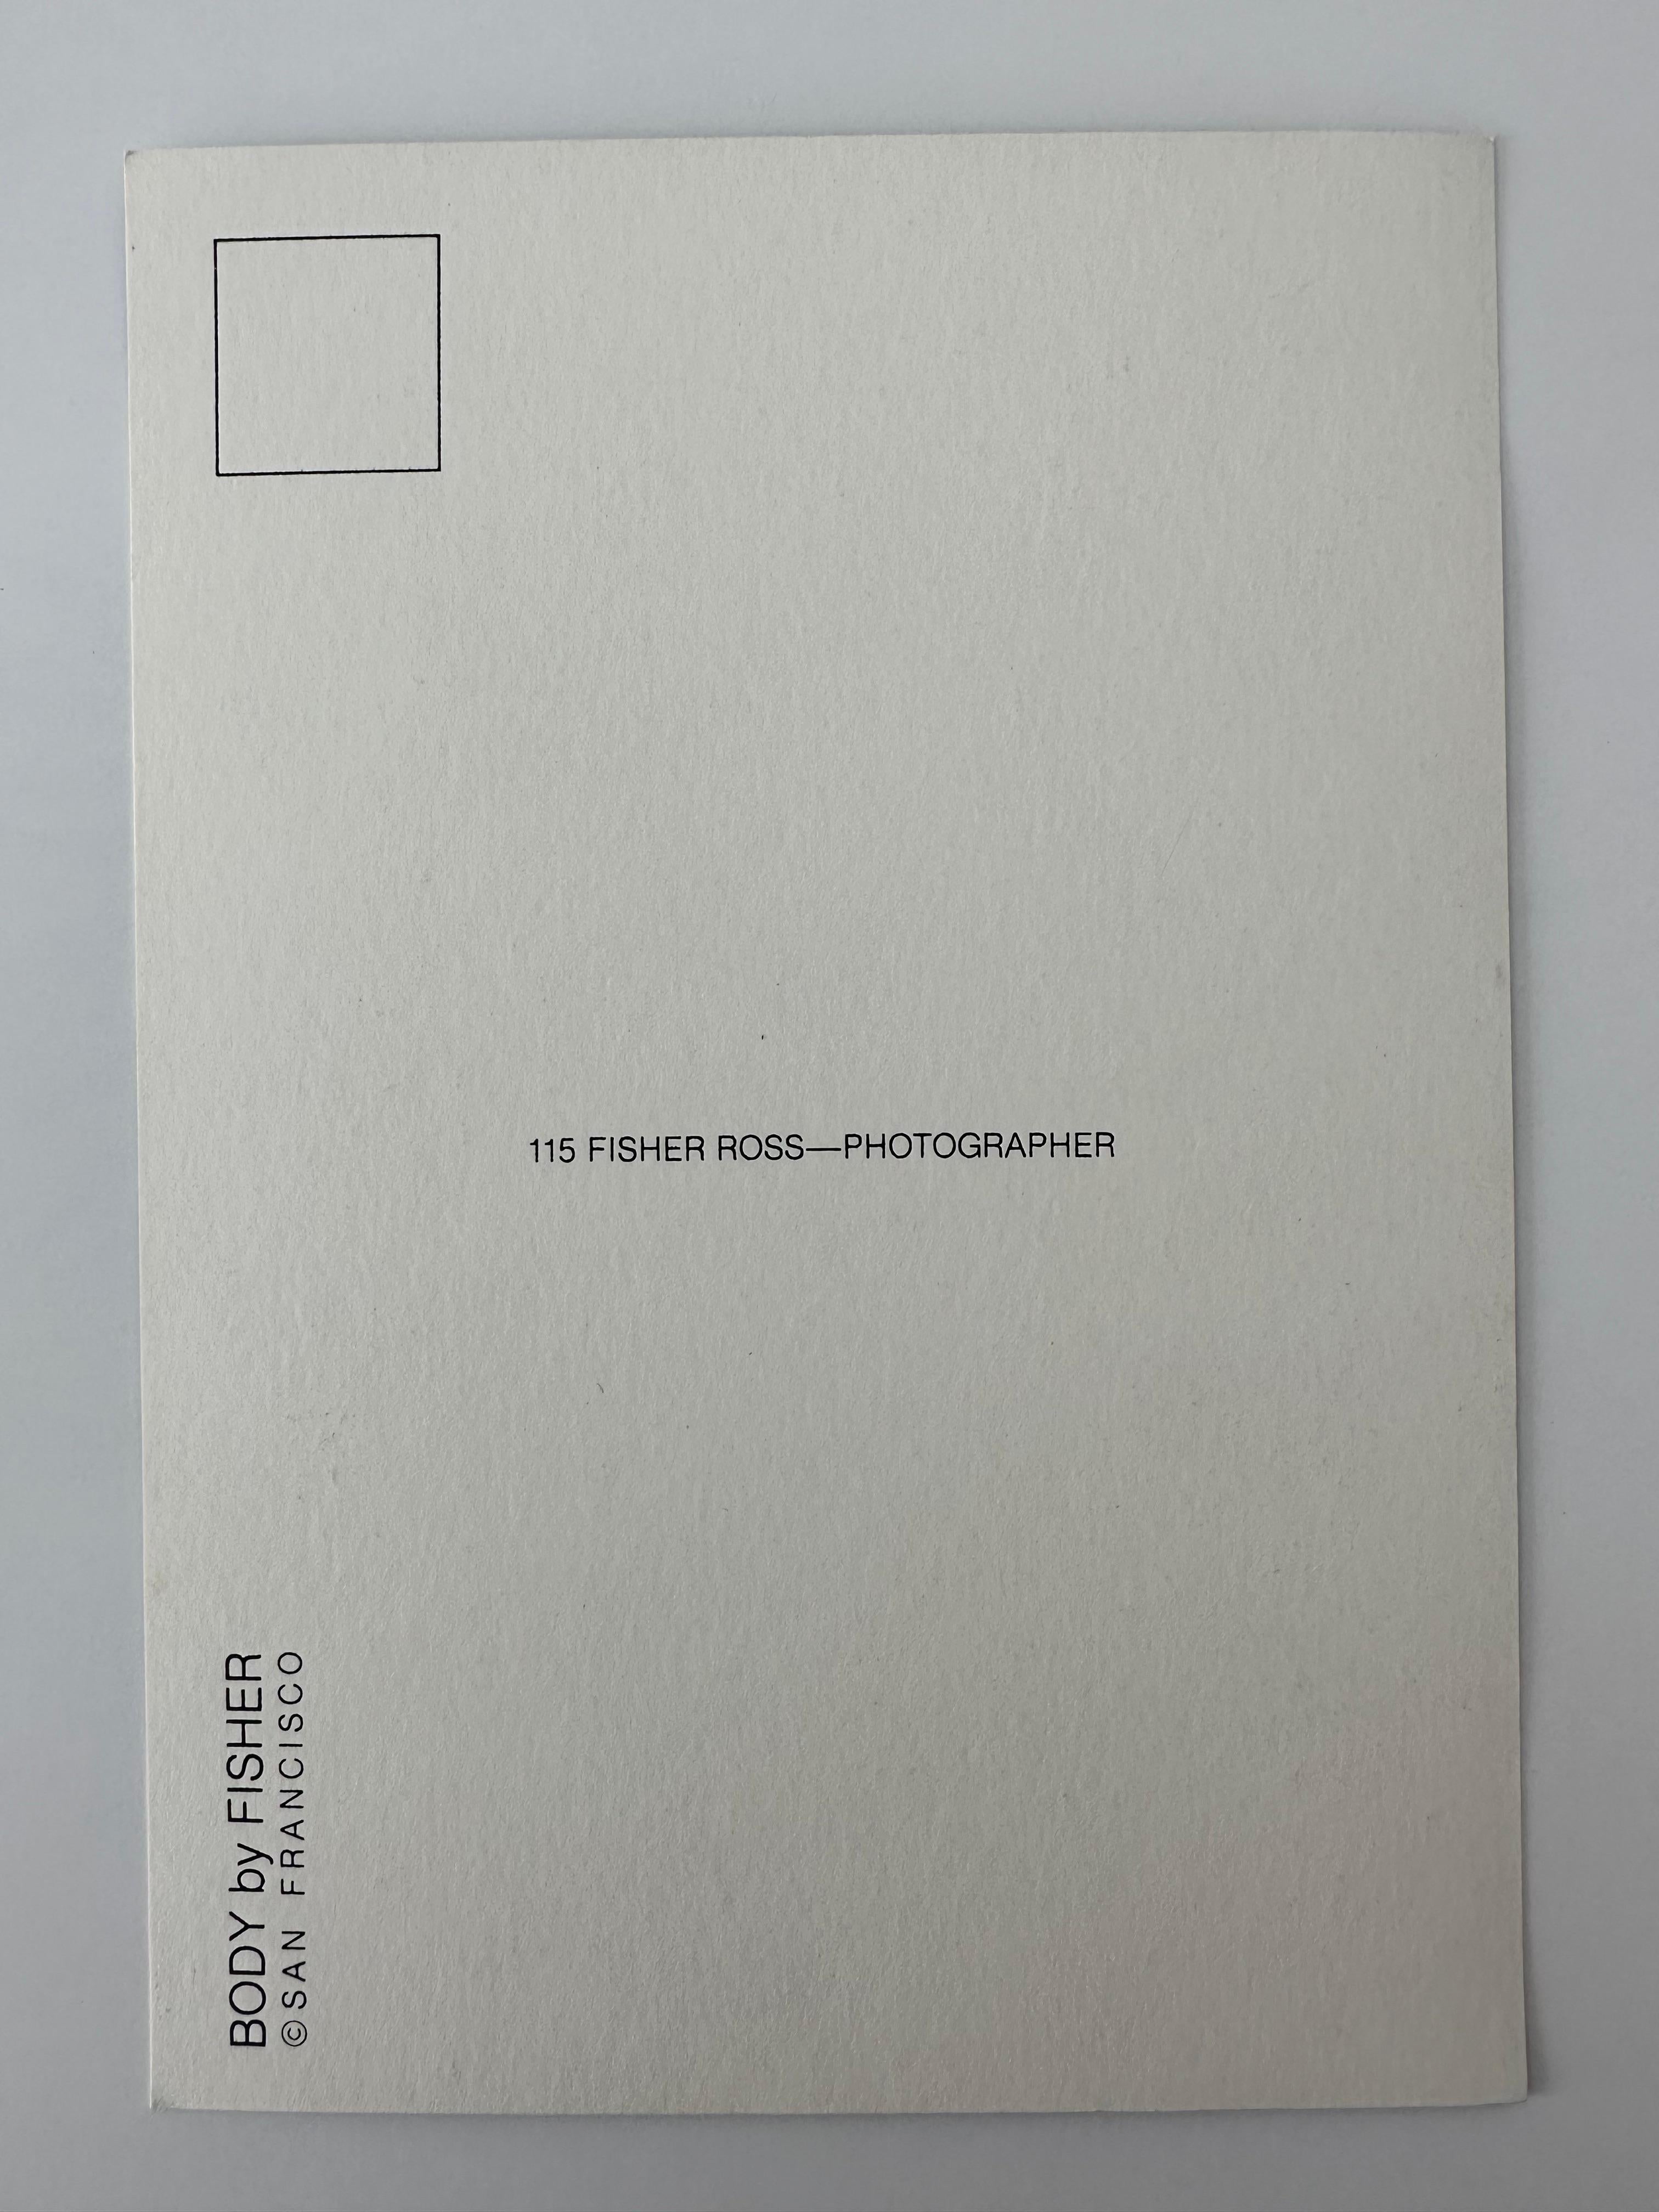 115 FISHER ROSS—PHOTOGRAPHER
BODY by FISHER
©SAN FRANCISCO